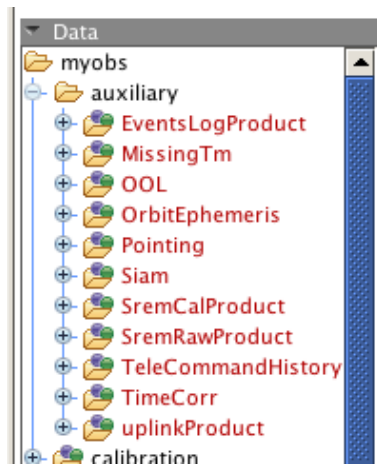 Data
myobs
auxiliary
EventsLogProduct
MissingTm
OOL
OrbitEphemeris
Pointing
Siam
SremCalProduct
SremRawProduct
TeleCommandHistory
TimeCorr
uplinkProduct
calibration